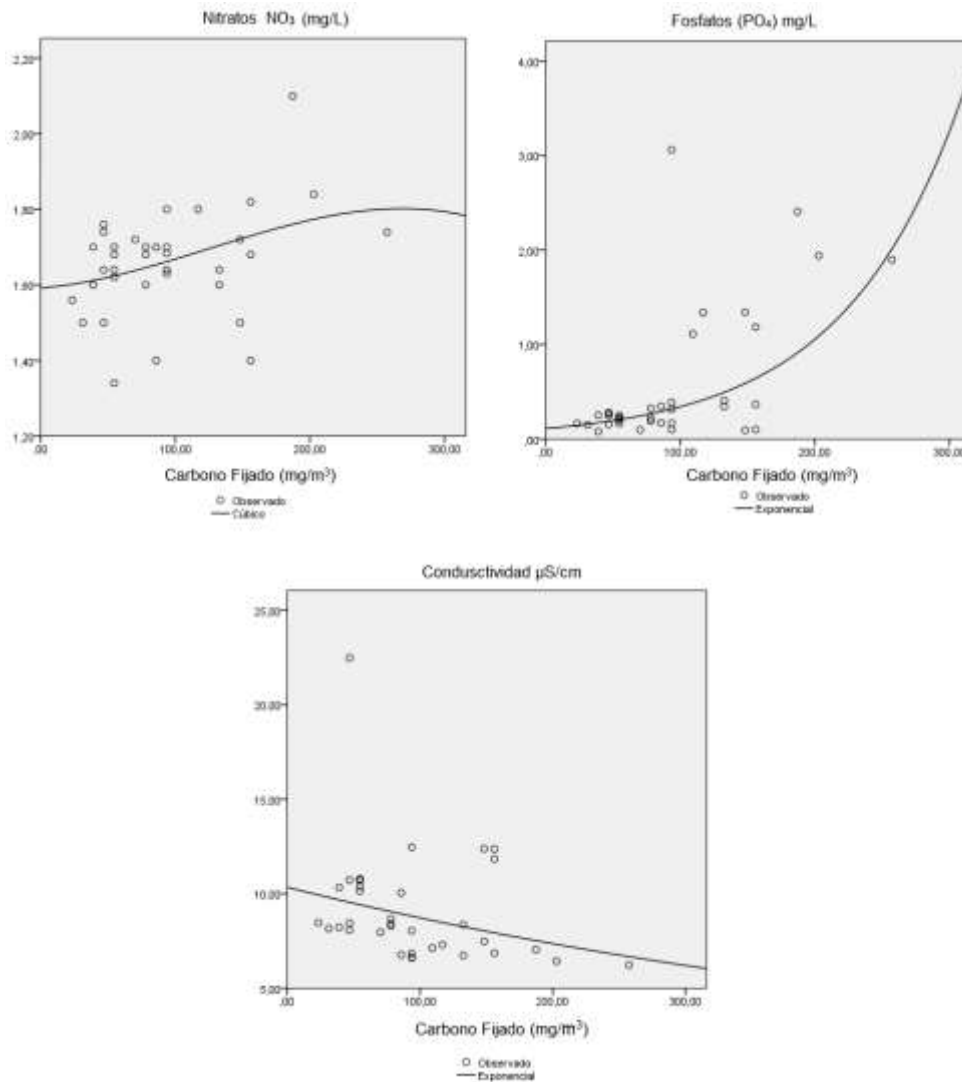 Nitratos NO₃ (mg/L)
2,20
2,00
1,80
1,60
1,40
1,20
,00 100,00 200,00 300,00
Carbono Fijado (mg/m³)
Observado
Cúbico
Fosfatos (PO₄) mg/L
4,00
3,00
2,00
1,00
,00
,00 100,00 200,00 300,00
Carbono Fijado (mg/m³)
Observado
Exponencial
Condusctividad µS/cm
25,00
20,00
15,00
10,00
5,00
,00 100,00 200,00 300,00
Carbono Fijado (mg/m³)
Observado
Exponencial